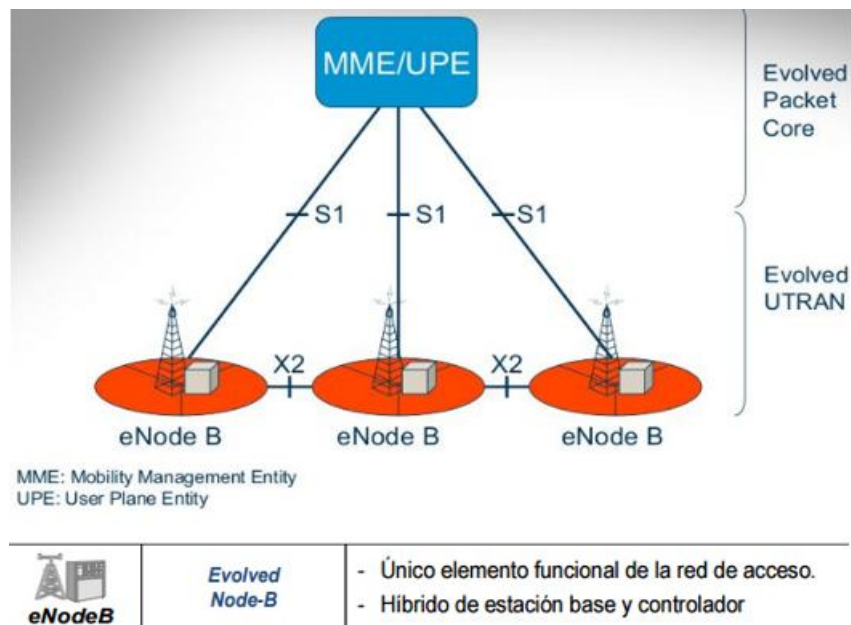 MME/UPE
Evolved
Packet
Core
S1
S1
S1
Evolved
UTRAN
X2
X2
eNode B
eNode B
eNode B
MME: Mobility Management Entity
UPE: User Plane Entity
eNodeB
Evolved
Node-B
- Único elemento funcional de la red de acceso.
- Híbrido de estación base y controlador